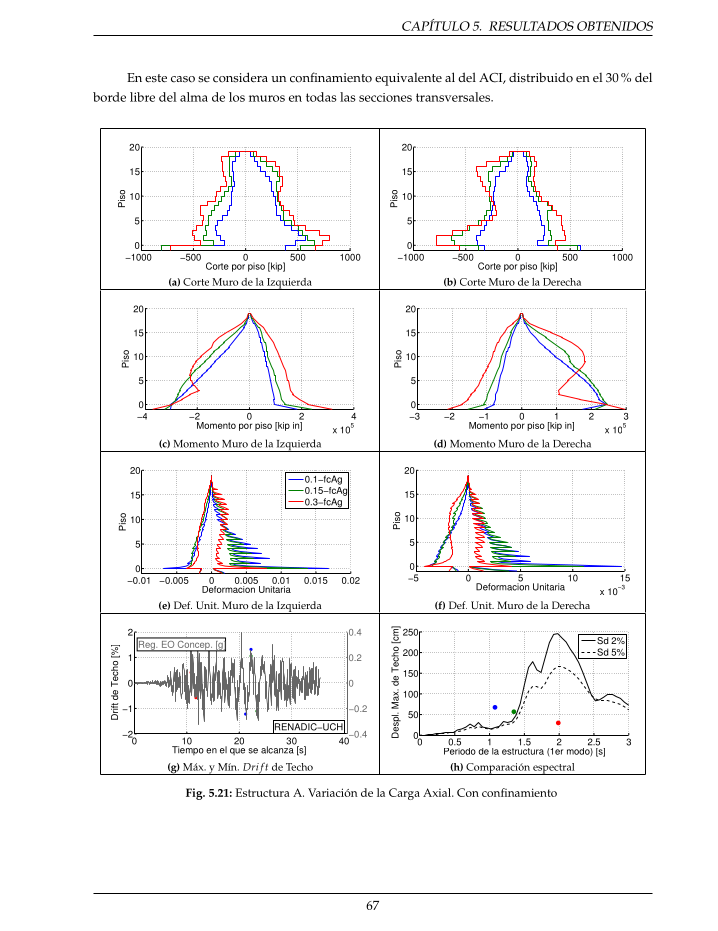 CAPÍTULO 5. RESULTADOS OBTENIDOS
En este caso se considera un confinamiento equivalente al del ACI, distribuido en el 30 % del
borde libre del alma de los muros en todas las secciones transversales.
20
15
10
5
0
Piso
−1000 −500 0 500 1000
Corte por piso [kip]
(a) Corte Muro de la Izquierda
20
15
10
5
0
Piso
−1000 −500 0 500 1000
Corte por piso [kip]
(b) Corte Muro de la Derecha
20
15
10
5
0
Piso
−4 −2 0 2 4
Momento por piso [kip in]
x 10^5
(c) Momento Muro de la Izquierda
20
15
10
5
0
Piso
−3 −2 −1 0 1 2 3
Momento por piso [kip in]
x 10^5
(d) Momento Muro de la Derecha
20
15
10
5
0
Piso
0.1−fcAg
0.15−fcAg
0.3−fcAg
−0.01 −0.005 0 0.005 0.01 0.015 0.02
Deformacion Unitaria
(e) Def. Unit. Muro de la Izquierda
20
15
10
5
0
Piso
−5 0 5 10 15
Deformacion Unitaria
x 10^−3
(f) Def. Unit. Muro de la Derecha
2
1
0
−1
−2
Drift de Techo [%]
Reg. EO Concep. [g]
0.4
0.2
0
−0.2
−0.4
RENADIC−UCH
0 10 20 30 40
Tiempo en el que se alcanza [s]
(g) Máx. y Mín. Drift de Techo
250
200
150
100
50
0
Despl. Max. de Techo [cm]
Sd 2%
Sd 5%
0 0.5 1 1.5 2 2.5 3
Periodo de la estructura (1er modo) [s]
(h) Comparación espectral
Fig. 5.21: Estructura A. Variación de la Carga Axial. Con confinamiento
67